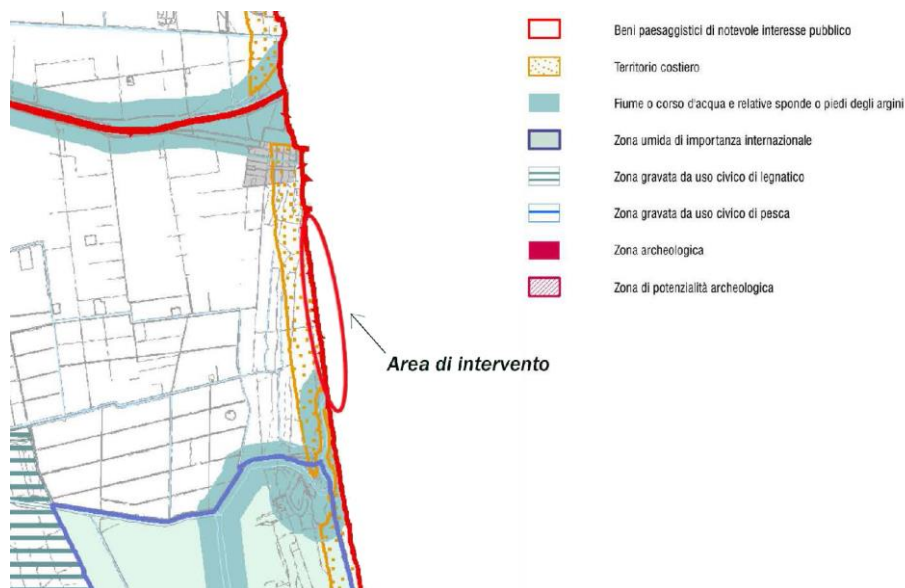 Beni paesaggistici di notevole interesse pubblico
Territorio costiero
Fiume o corso d'acqua e relative sponde o piedi degli argini
Zona umida di importanza internazionale
Zona gravata da uso civico di legnatico
Zona gravata da uso civico di pesca
Zona archeologica
Zona di potenzialità archeologica
Area di intervento